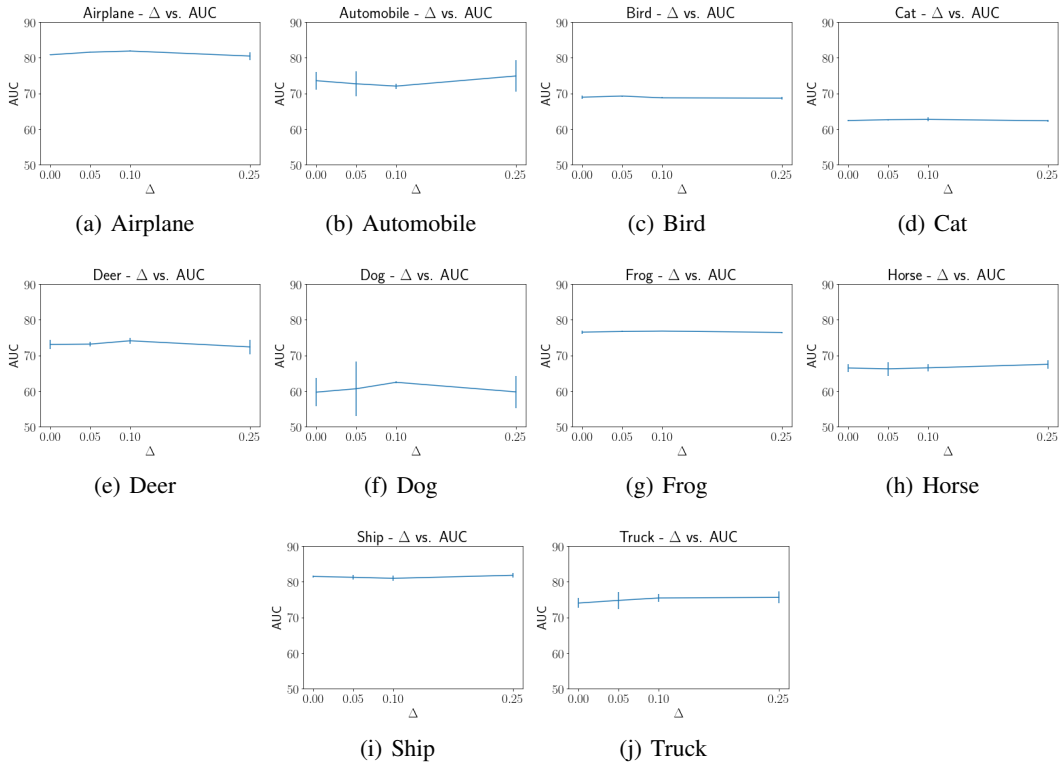 Airplane - Δ vs. AUC
90
80
70
60
50
AUC
0.00 0.05 0.10 0.25
Δ
(a) Airplane
Automobile - Δ vs. AUC
90
80
70
60
50
AUC
0.00 0.05 0.10 0.25
Δ
(b) Automobile
Bird - Δ vs. AUC
90
80
70
60
50
AUC
0.00 0.05 0.10 0.25
Δ
(c) Bird
Cat - Δ vs. AUC
90
80
70
60
50
AUC
0.00 0.05 0.10 0.25
Δ
(d) Cat
Deer - Δ vs. AUC
90
80
70
60
50
AUC
0.00 0.05 0.10 0.25
Δ
(e) Deer
Dog - Δ vs. AUC
90
80
70
60
50
AUC
0.00 0.05 0.10 0.25
Δ
(f) Dog
Frog - Δ vs. AUC
90
80
70
60
50
AUC
0.00 0.05 0.10 0.25
Δ
(g) Frog
Horse - Δ vs. AUC
90
80
70
60
50
AUC
0.00 0.05 0.10 0.25
Δ
(h) Horse
Ship - Δ vs. AUC
90
80
70
60
50
AUC
0.00 0.05 0.10 0.25
Δ
(i) Ship
Truck - Δ vs. AUC
90
80
70
60
50
AUC
0.00 0.05 0.10 0.25
Δ
(j) Truck